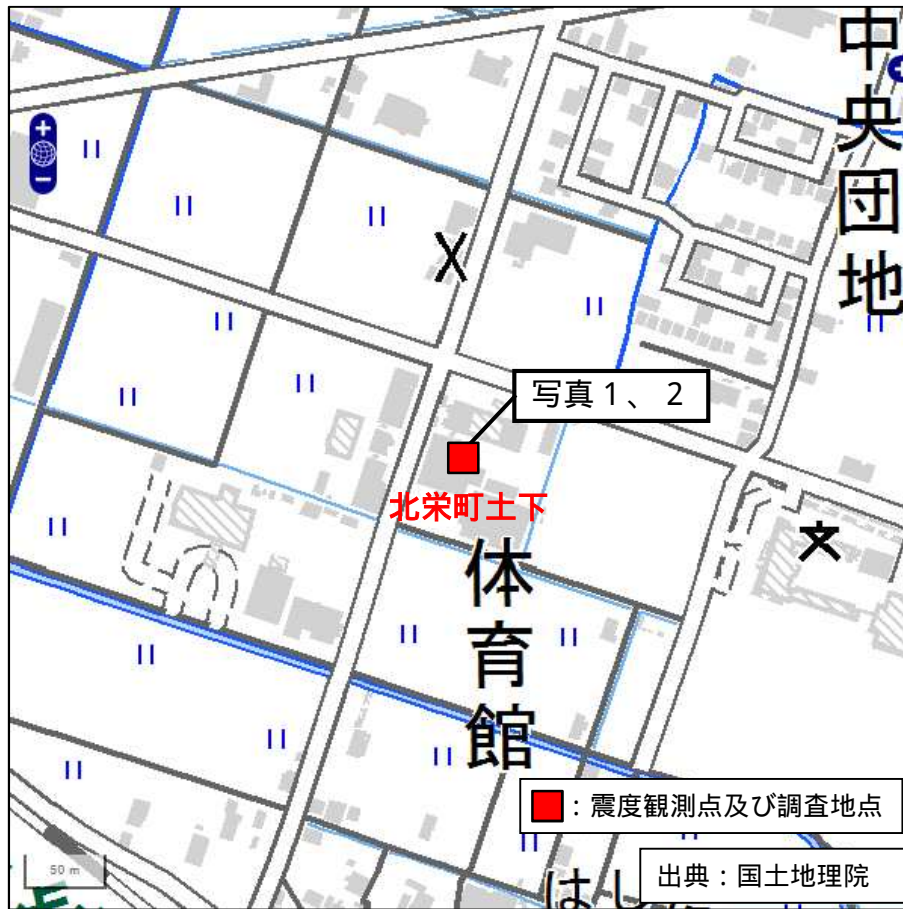 中央団地
写真1、2
北栄町土下
体育館
:震度観測点及び調査地点
出典:国土地理院
50 m